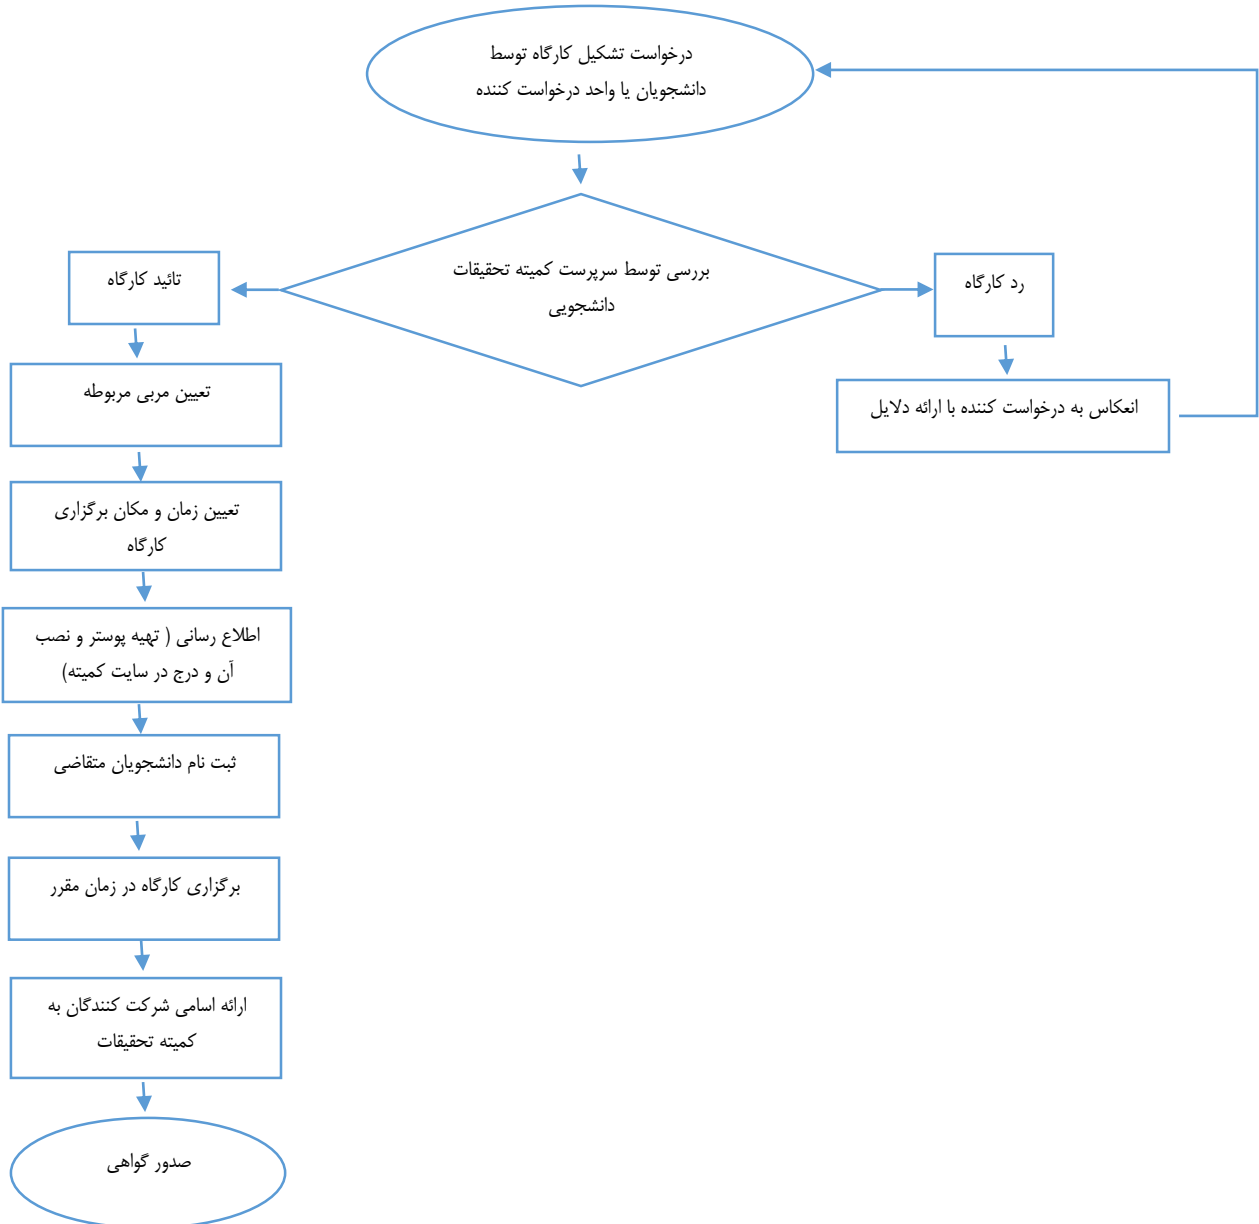 درخواست تشکیل کارگاه توسط
دانشجویان یا واحد درخواست کننده
بررسی توسط سرپرست کمیته تحقیقات
دانشجویی
رد کارگاه
انعکاس به درخواست کننده با ارائه دلایل
تائید کارگاه
تعیین مربی مربوطه
تعیین زمان و مکان برگزاری
کارگاه
اطلاع رسانی ( تهیه پوستر و نصب
آن و درج در سایت کمیته)
ثبت نام دانشجویان متقاضی
برگزاری کارگاه در زمان مقرر
ارائه اسامی شرکت کنندگان به
کمیته تحقیقات
صدور گواهی